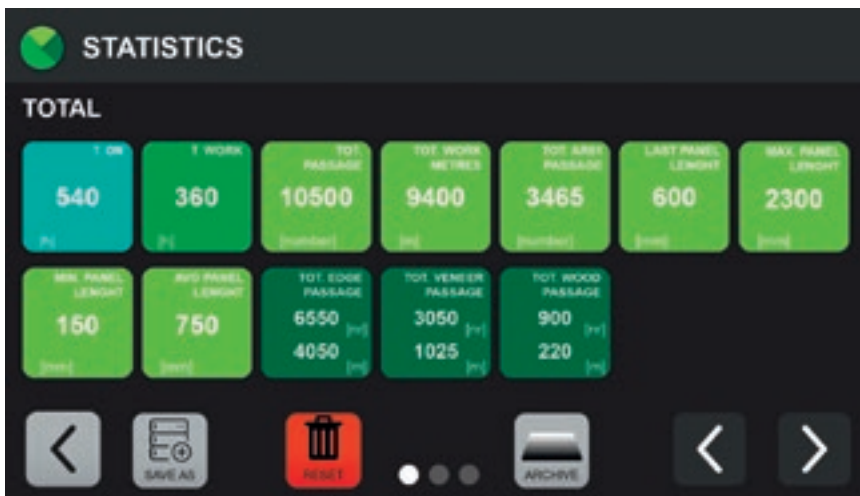 STATISTICS
TOTAL
T. ON
540
[h]
T. WORK
360
[h]
TOT.
PASSAGE
10500
[number]
TOT. WORK
METRES
9400
[m]
PASSAGE
3465
[number]
LAST PANEL
LENGHT
600
[mm]
MAX. PANEL
LENGHT
2300
[mm]
MIN. PANEL
LENGHT
150
[mm]
AVG PANEL
LENGHT
750
[mm]
TOT. EDGE
PASSAGE
6550 [nr]
4050 [m]
TOT. VENEER
PASSAGE
3050 [nr]
1025 [m]
TOT. WOOD
PASSAGE
900 [nr]
220 [m]
SAVE AS
RESET
ARCHIVE